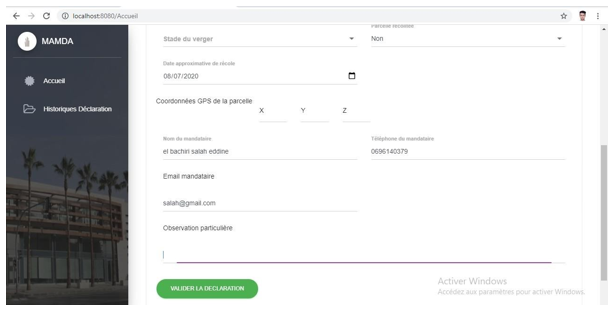 localhost:8080/Accueil
MAMDA
Accueil
Historiques Déclaration
Parcelle récoltée
Stade du verger
Non
Date approximative de récole
08/07/2020
Coordonnées GPS de la parcelle
X Y Z
Nom du mandataire
Téléphone du mandataire
el bachiri salah eddine
0696140379
Email mandataire
salah@gmail.com
Observation particulière
VALIDER LA DECLARATION
Activer Windows
Accédez aux paramètres pour activer Windows.